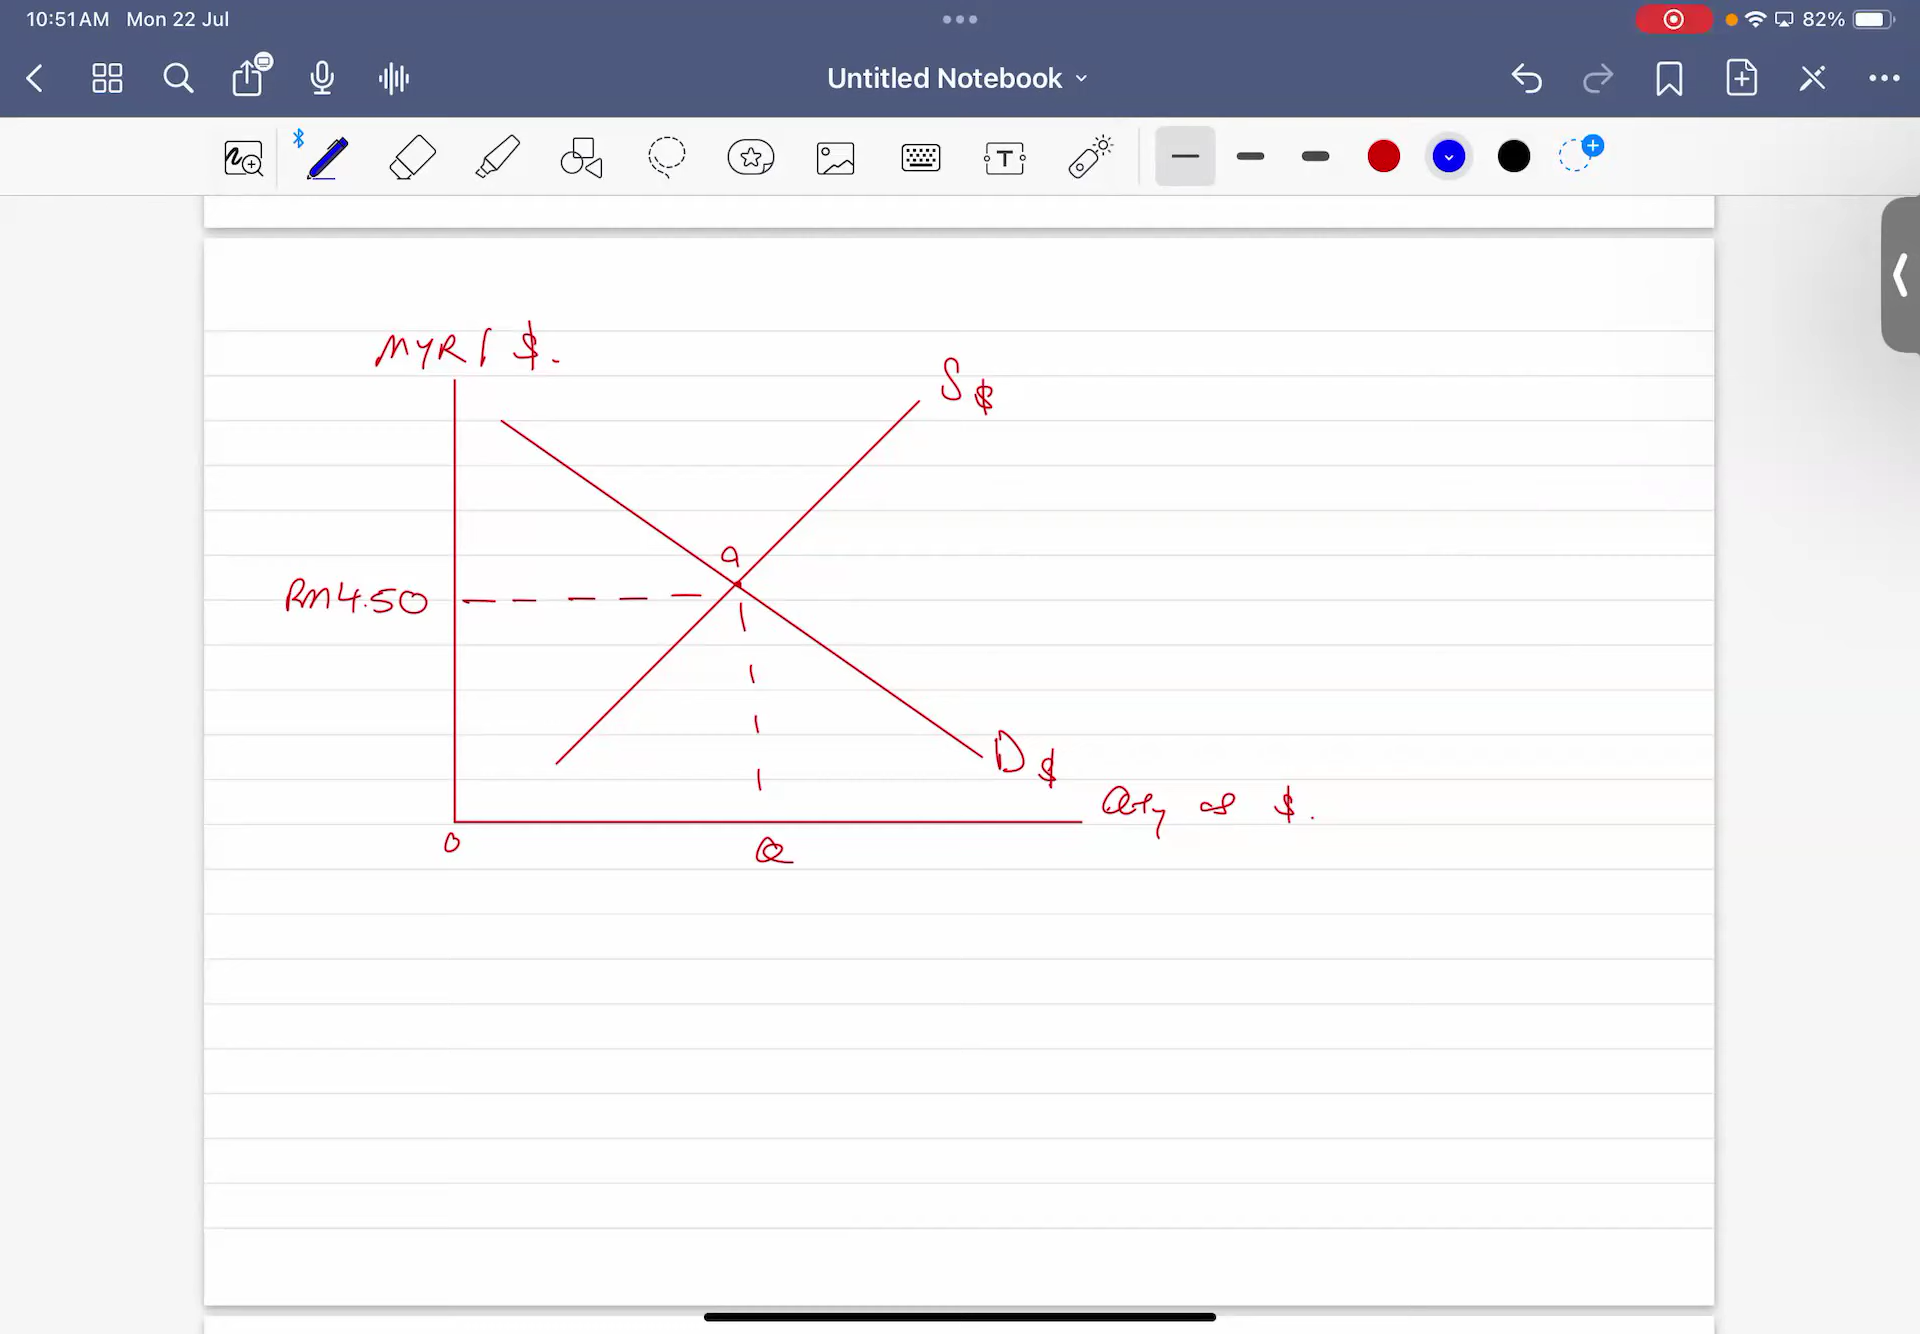 10:51 AM Mon 22 Jul
82%
Untitled Notebook
T
MYR / $.
S $
a
RM4.50
D $
Qty of $.
0
Q